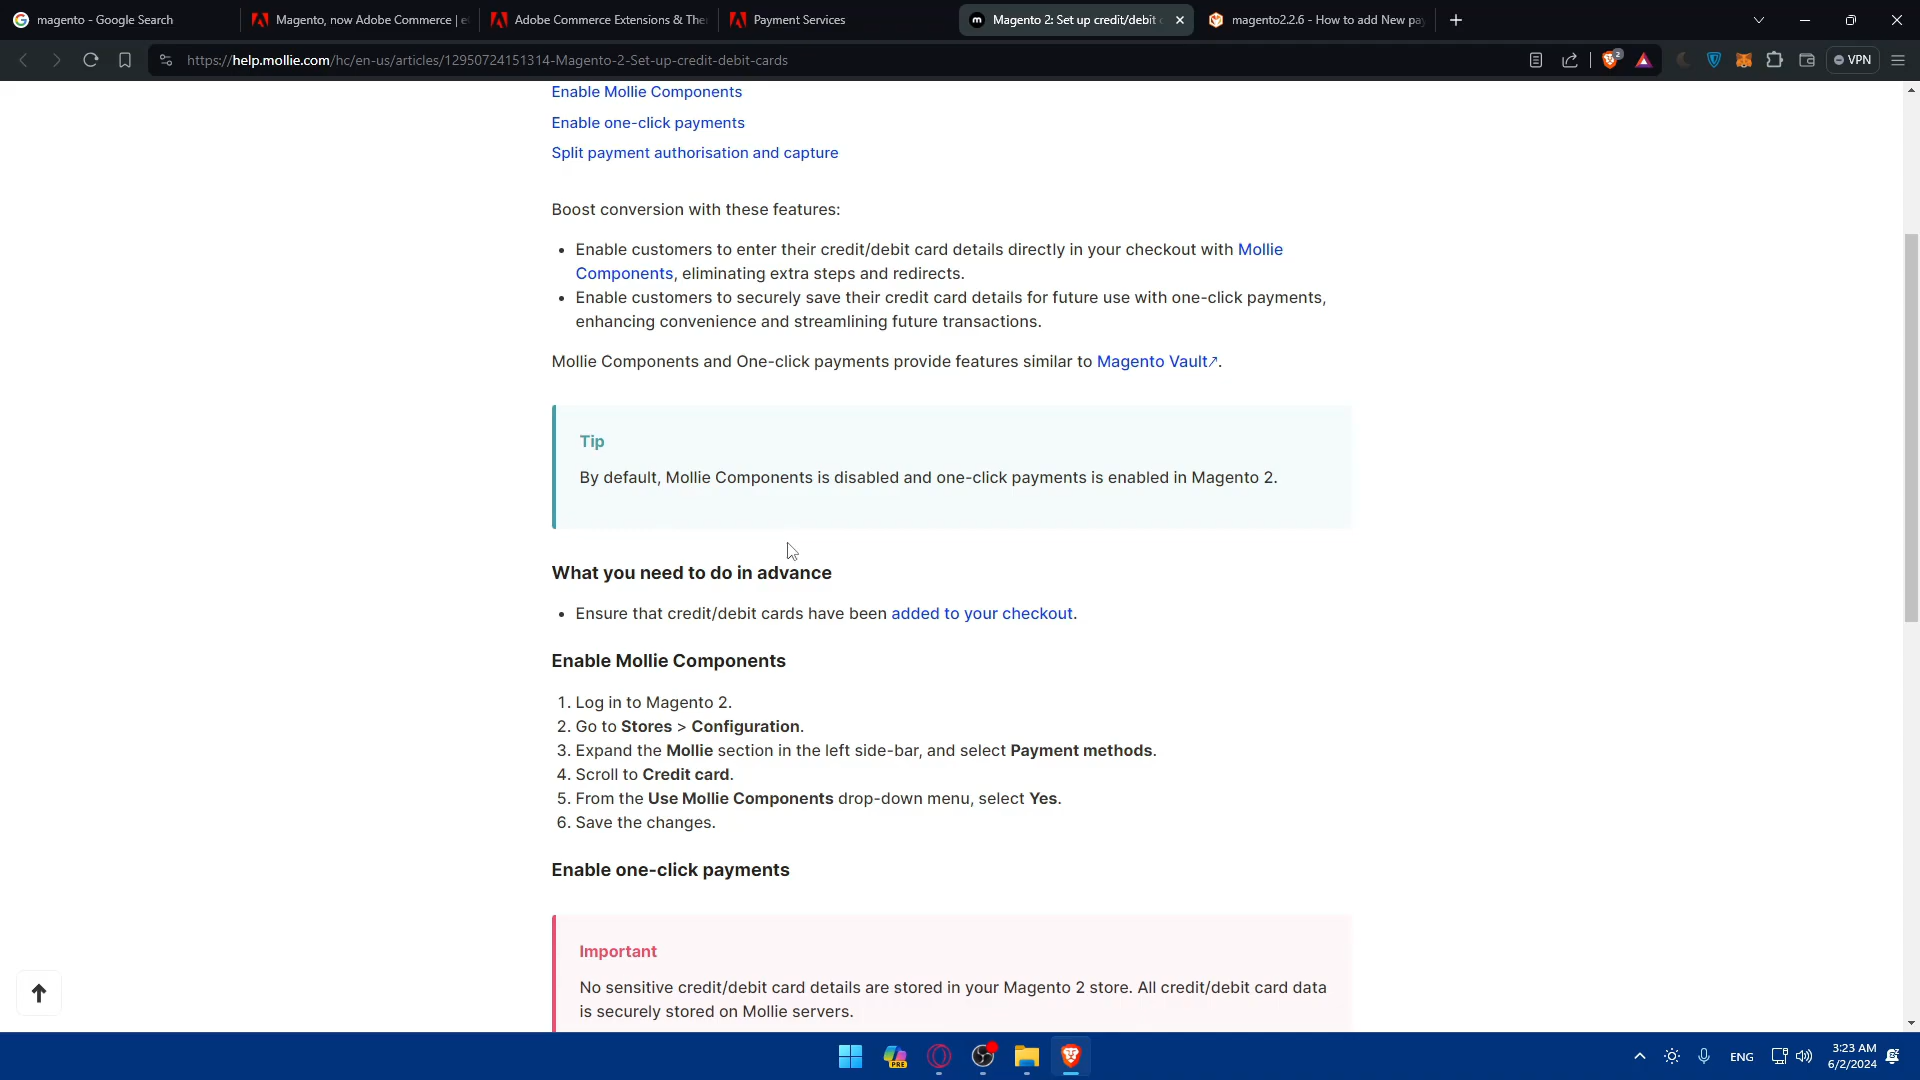 magento - Google Search
Magento, now Adobe Commerce | e
Adobe Commerce Extensions & The
Payment Services
Magento 2: Set up credit/debit
magento2.2.6 - How to add New pa
https://help.mollie.com/hc/en-us/articles/12950724151314-Magento-2-Set-up-credit-debit-cards
2
VPN
Enable Mollie Components
Enable one-click payments
Split payment authorisation and capture
Boost conversion with these features:
• Enable customers to enter their credit/debit card details directly in your checkout with Mollie
Components, eliminating extra steps and redirects.
• Enable customers to securely save their credit card details for future use with one-click payments,
enhancing convenience and streamlining future transactions.
Mollie Components and One-click payments provide features similar to Magento Vault↗.
Tip
By default, Mollie Components is disabled and one-click payments is enabled in Magento 2.
What you need to do in advance
• Ensure that credit/debit cards have been added to your checkout.
Enable Mollie Components
1. Log in to Magento 2.
2. Go to Stores > Configuration.
3. Expand the Mollie section in the left side-bar, and select Payment methods.
4. Scroll to Credit card.
5. From the Use Mollie Components drop-down menu, select Yes.
6. Save the changes.
Enable one-click payments
Important
No sensitive credit/debit card details are stored in your Magento 2 store. All credit/debit card data
is securely stored on Mollie servers.
PRE
ENG
3:23 AM
6/2/2024